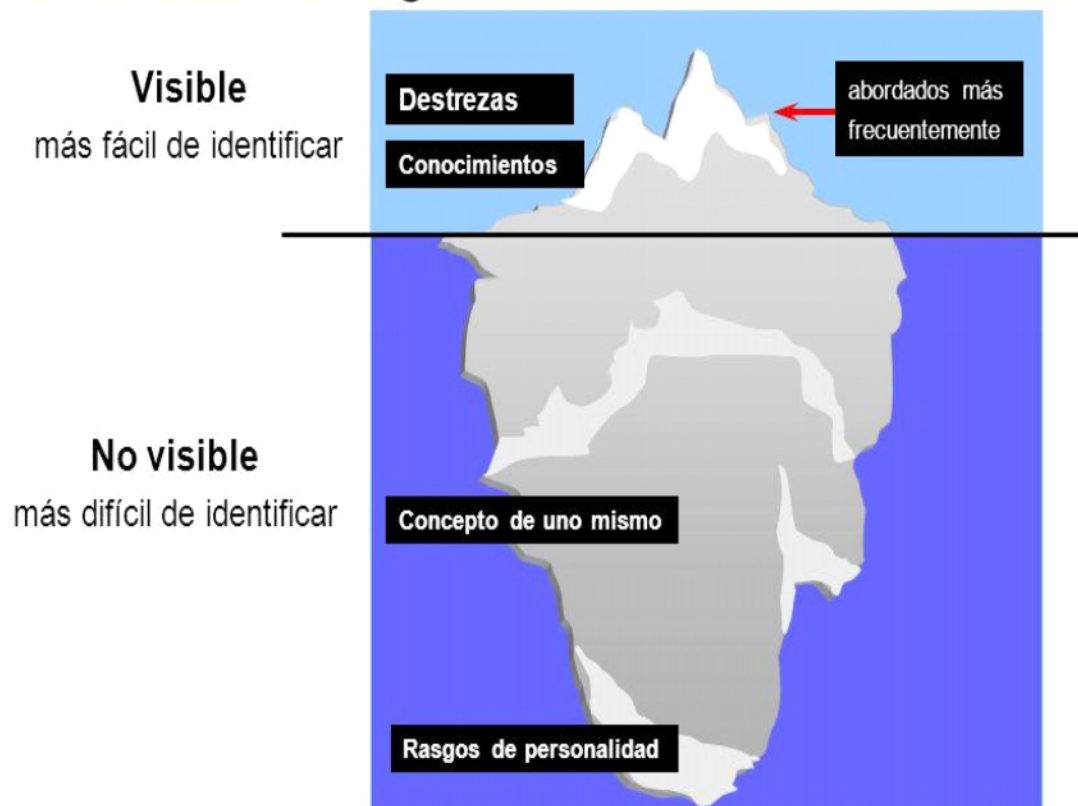 Visible
más fácil de identificar
Destrezas
Conocimientos
abordados más
frecuentemente
No visible
más difícil de identificar
Concepto de uno mismo
Rasgos de personalidad